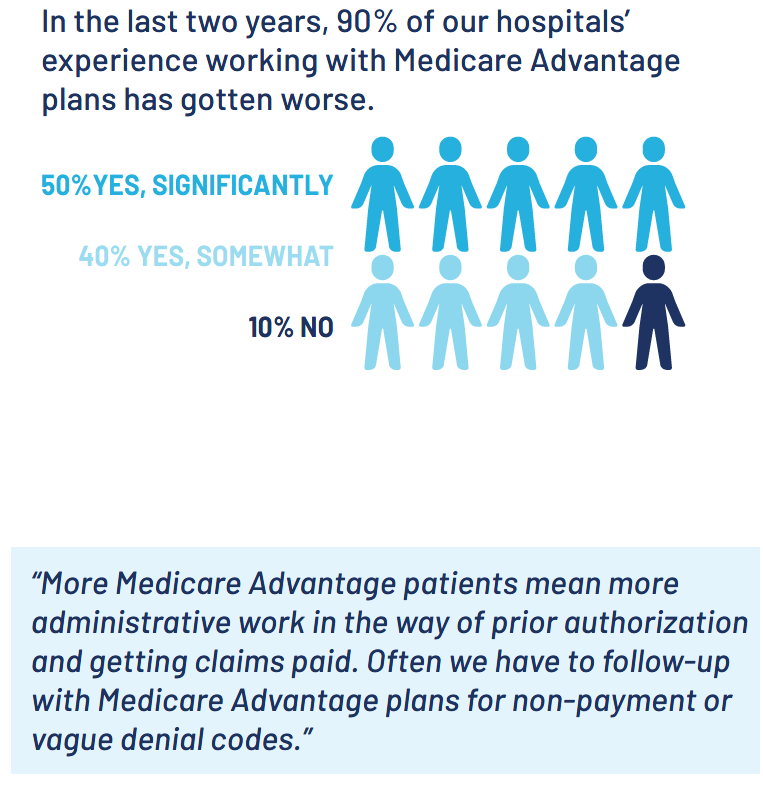 In the last two years, 90% of our hospitals’
experience working with Medicare Advantage
plans has gotten worse.
50%YES, SIGNIFICANTLY
40% YES, SOMEWHAT
10% NO
“More Medicare Advantage patients mean more
administrative work in the way of prior authorization
and getting claims paid. Often we have to follow-up
with Medicare Advantage plans for non-payment or
vague denial codes.”